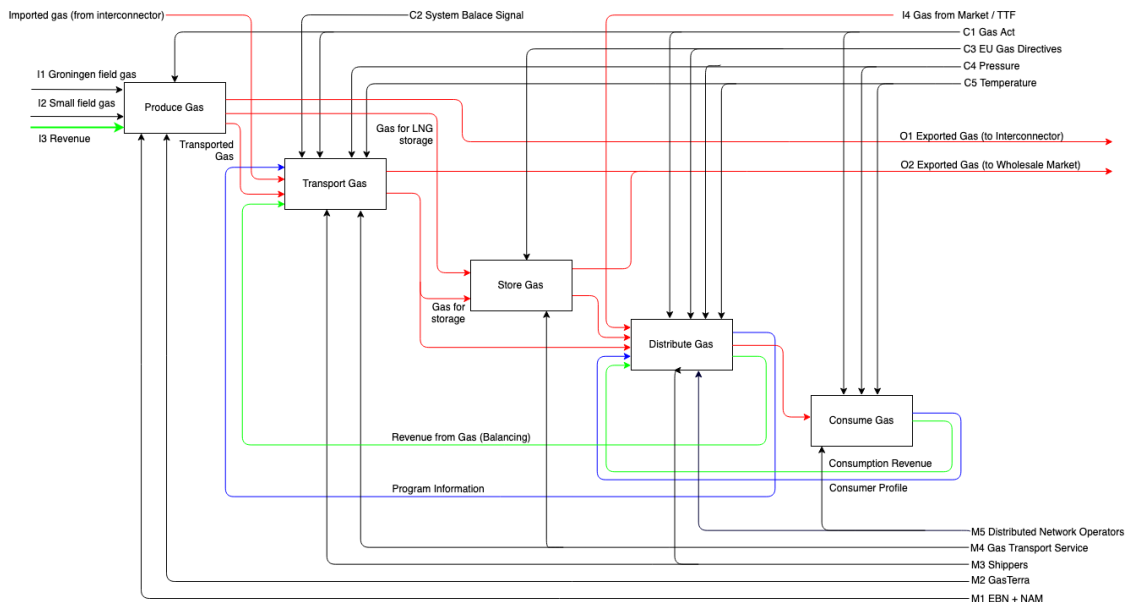 Imported gas (from interconnector)
C2 System Balace Signal
I4 Gas from Market / TTF
C1 Gas Act
C3 EU Gas Directives
C4 Pressure
C5 Temperature
I1 Groningen field gas
I2 Small field gas
I3 Revenue
Produce Gas
Transported
Gas
Gas for LNG
storage
O1 Exported Gas (to Interconnector)
O2 Exported Gas (to Wholesale Market)
Transport Gas
Store Gas
Gas for
storage
Distribute Gas
Consume Gas
Revenue from Gas (Balancing)
Consumption Revenue
Program Information
Consumer Profile
M5 Distributed Network Operators
M4 Gas Transport Service
M3 Shippers
M2 GasTerra
M1 EBN + NAM